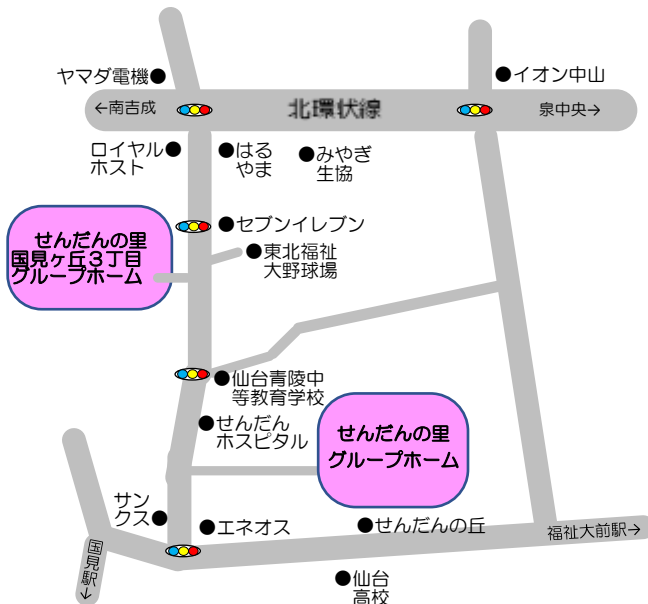 ヤマダ電機
イオン中山
←南吉成
北環状線
泉中央→
ロイヤル
ホスト
はる
やま
みやぎ
生協
せんだんの里
国見ヶ丘３丁目
グループホーム
セブンイレブン
東北福祉
大野球場
仙台青陵中
等教育学校
せんだん
ホスピタル
せんだんの里
グループホーム
サン
クス
エネオス
せんだんの丘
福祉大前駅→
国見駅→
仙台
高校